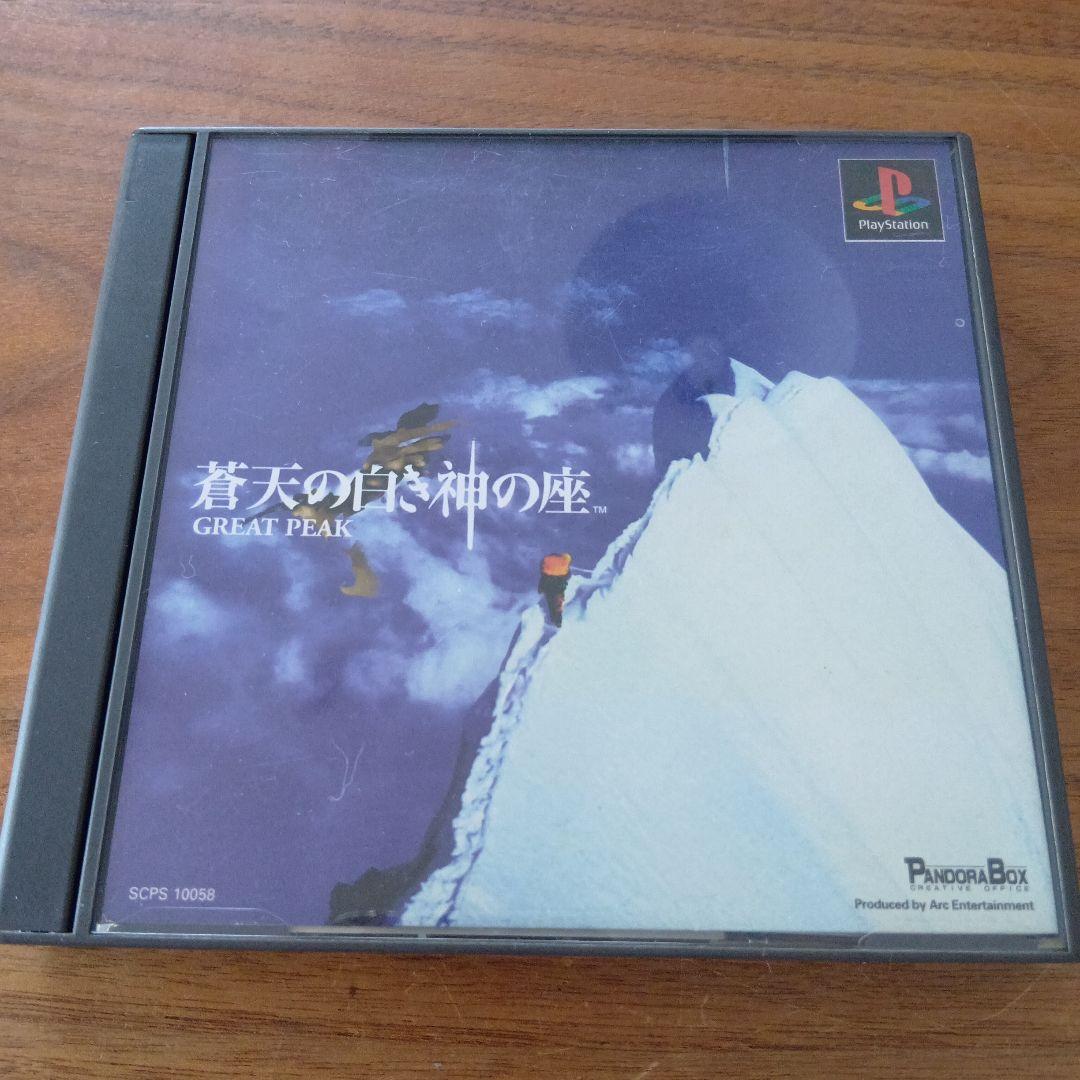 PlayStation
蒼天の白き神の座™
GREAT PEAK
SCPS 10058
PANDORA BOX
CREATIVE OFFICE
Produced by Arc Entertainment